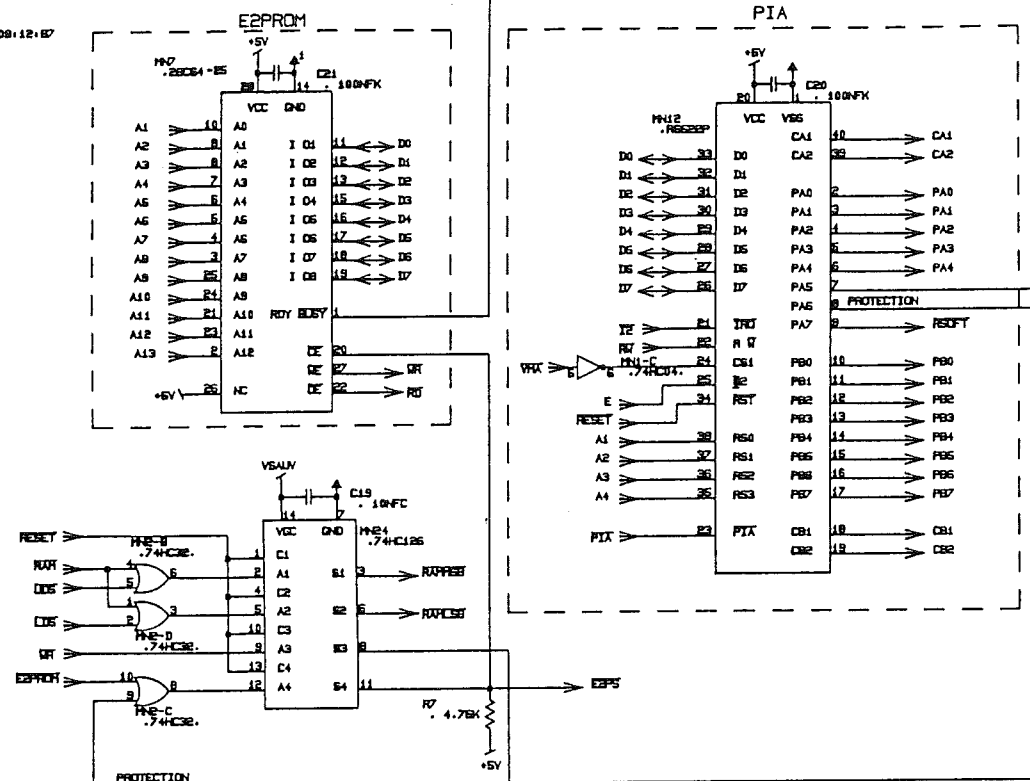 E2PROM
PIA
+5V
MN7
.28C64-25
C21
. 100NFK
28
14
1
VCC GND
A1 10 A0
A2 A1
A3 8 A2
A4 7 A3
A5 6 A4
A6 5 A5
A7 4 A6
A8 3 A7
A9 25 A8
A10 24 A9
A11 21 A10
A12 23 A11
A13 2 A12
+5V 26 NC
I O1 11 D0
I O2 12 D1
I O3 13 D2
I O4 15 D3
I O5 16 D4
I O6 17 D5
I O7 18 D6
I O8 19 D7
RDY BUSY 1
20
WE 27 WR
22 RD
+5V
C20
. 100NFK
20
1
MN12
.R6522P
VCC VSS
D0 33 D0
D1 32 D1
D2 31 D2
D3 30 D3
D4 29 D4
D5 28 D5
D6 27 D6
D7 26 D7
I2 21 IRQ
RW 22 R W
VMA 5 6 24 CS1
MN1-C
.74HC04.
25
E
34 RST
RESET
A1 38 RS0
A2 37 RS1
A3 36 RS2
A4 35 RS3
PIA 23 PIA
CA1 40 CA1
CA2 39 CA2
PA0 2 PA0
PA1 3 PA1
PA2 4 PA2
PA3 5 PA3
PA4 6 PA4
PA5 7
PROTECTION
PA6 8
PA7 9 RSOFT
PB0 10 PB0
PB1 11 PB1
PB2 12 PB2
PB3 13 PB3
PB4 14 PB4
PB5 15 PB5
PB6 16 PB6
PB7 17 PB7
CB1 18 CB1
CB2 19 CB2
VSAUV
C19
. 10NFC
14
7
VCC GND
MN24
.74HC126
RESET
RAM 4
UDS 5
MN2-B
.74HC32.
6
1
LDS 2
MN2-D
.74HC32.
3
WR
E2PROM 10
9
MN2-C
.74HC32.
8
1 C1
2 A1
4 C2
5 A2
10 C3
9 A3
13 C4
12 A4
S1 3 RAMMSB
S2 6 RAMLSB
S3 8
S4 11 E2PS
R7
. 4.75K
+5V
PROTECTION